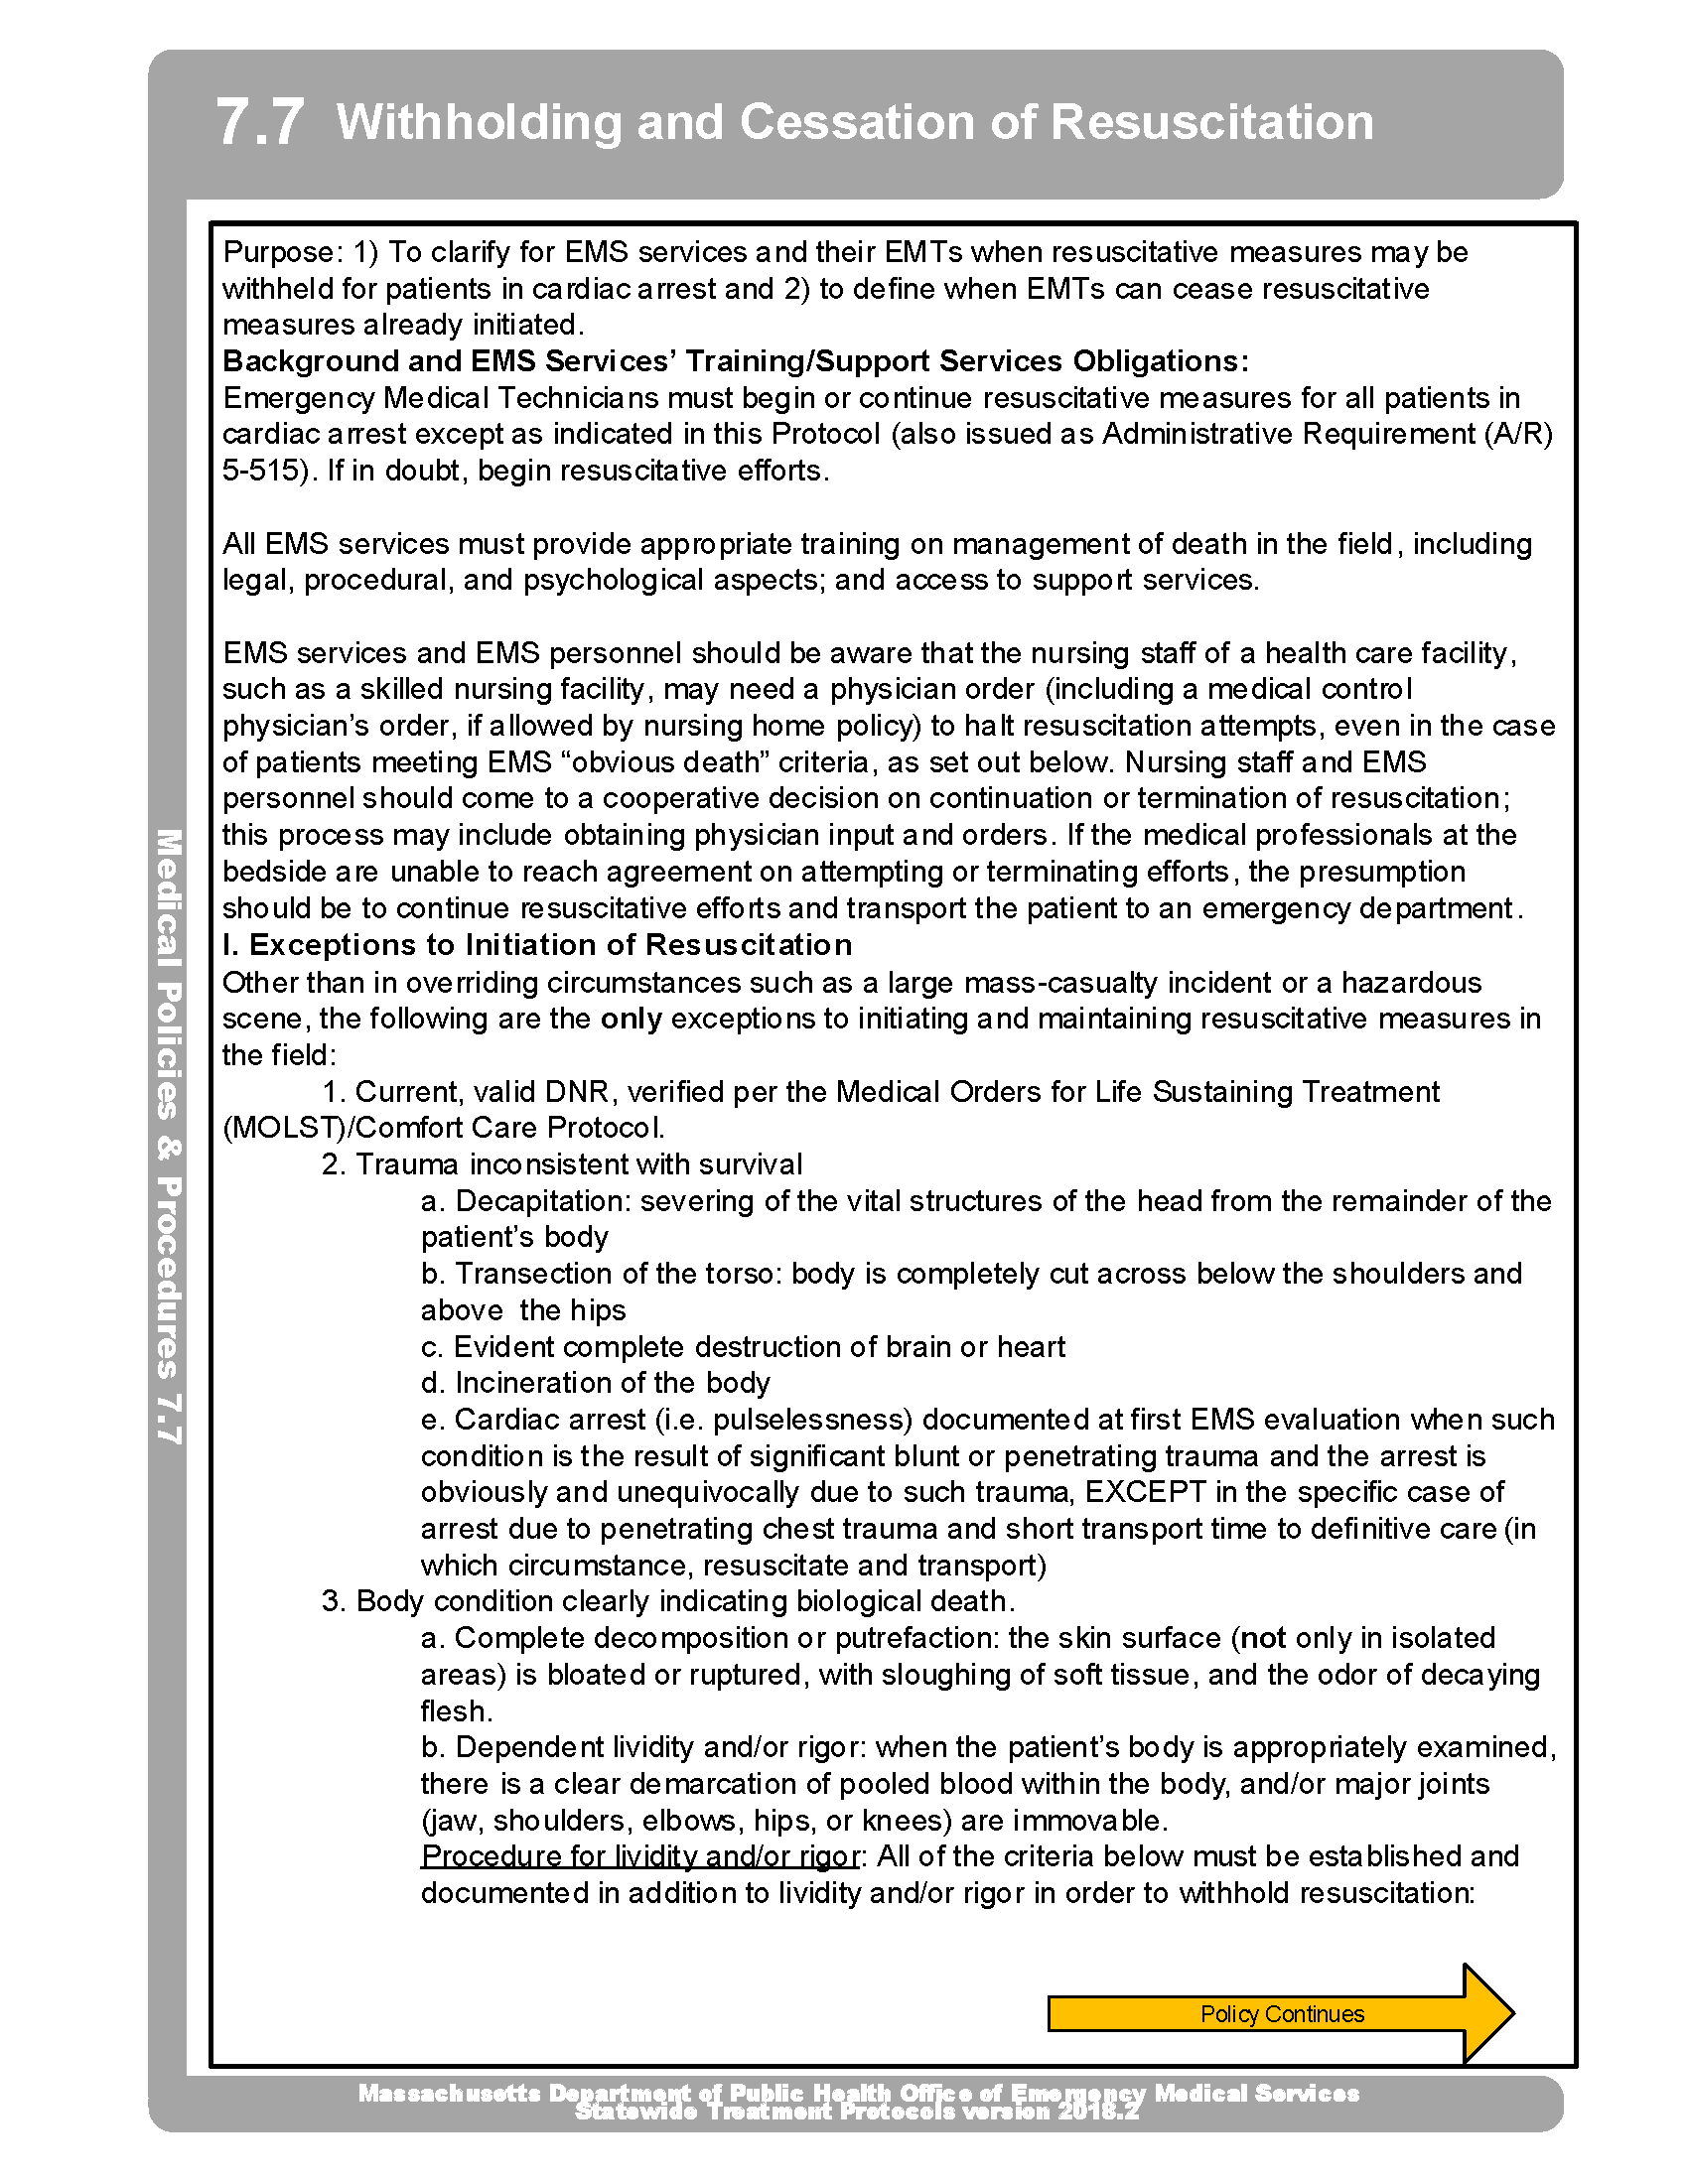 7.7 Withholding and Cessation of Resuscitation
Purpose: 1) To clarify for EMS services and their EMTs when resuscitative measures may be
withheld for patients in cardiac arrest and 2) to define when EMTs can cease resuscitative
measures already initiated.
Background and EMS Services’ Training/Support Services Obligations:
Emergency Medical Technicians must begin or continue resuscitative measures for all patients in
cardiac arrest except as indicated in this Protocol (also issued as Administrative Requirement (A/R)
5-515). If in doubt, begin resuscitative efforts.
All EMS services must provide appropriate training on management of death in the field, including
legal, procedural, and psychological aspects; and access to support services.
EMS services and EMS personnel should be aware that the nursing staff of a health care facility,
such as a skilled nursing facility, may need a physician order (including a medical control
physician’s order, if allowed by nursing home policy) to halt resuscitation attempts, even in the case
of patients meeting EMS “obvious death” criteria, as set out below. Nursing staff and EMS
personnel should come to a cooperative decision on continuation or termination of resuscitation;
this process may include obtaining physician input and orders. If the medical professionals at the
bedside are unable to reach agreement on attempting or terminating efforts, the presumption
should be to continue resuscitative efforts and transport the patient to an emergency department.
I. Exceptions to Initiation of Resuscitation
Other than in overriding circumstances such as a large mass-casualty incident or a hazardous
scene, the following are the only exceptions to initiating and maintaining resuscitative measures in
the field:
1. Current, valid DNR, verified per the Medical Orders for Life Sustaining Treatment
(MOLST)/Comfort Care Protocol.
2. Trauma inconsistent with survival
a. Decapitation: severing of the vital structures of the head from the remainder of the
patient’s body
b. Transection of the torso: body is completely cut across below the shoulders and
above the hips
c. Evident complete destruction of brain or heart
d. Incineration of the body
e. Cardiac arrest (i.e. pulselessness) documented at first EMS evaluation when such
condition is the result of significant blunt or penetrating trauma and the arrest is
obviously and unequivocally due to such trauma, EXCEPT in the specific case of
arrest due to penetrating chest trauma and short transport time to definitive care (in
which circumstance, resuscitate and transport)
3. Body condition clearly indicating biological death.
a. Complete decomposition or putrefaction: the skin surface (not only in isolated
areas) is bloated or ruptured, with sloughing of soft tissue, and the odor of decaying
flesh.
b. Dependent lividity and/or rigor: when the patient’s body is appropriately examined,
there is a clear demarcation of pooled blood within the body, and/or major joints
(jaw, shoulders, elbows, hips, or knees) are immovable.
Procedure for lividity and/or rigor: All of the criteria below must be established and
documented in addition to lividity and/or rigor in order to withhold resuscitation:
Policy Continues
Medical Policies & Procedures 7.7
Massachusetts Department of Public Health Office of Emergency Medical Services
Statewide Treatment Protocols version 2018.2